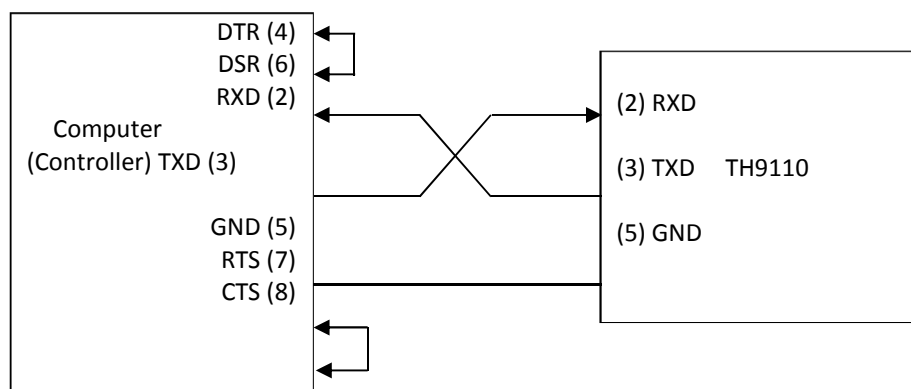 DTR (4)
DSR (6)
RXD (2)
Computer
(Controller) TXD (3)
GND (5)
RTS (7)
CTS (8)
(2) RXD
(3) TXD TH9110
(5) GND